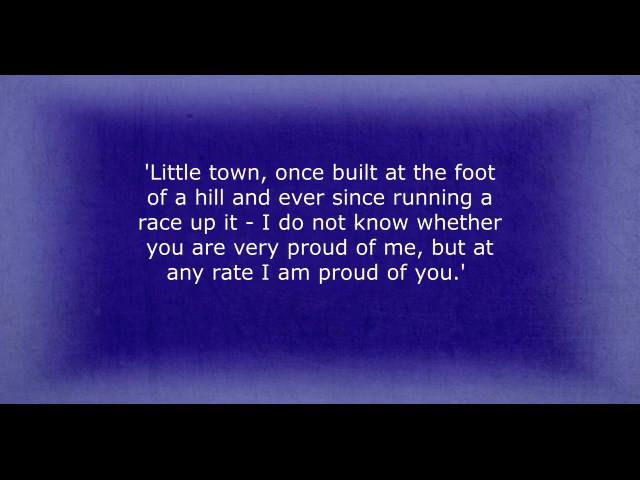 'Little town, once built at the foot
of a hill and ever since running a
race up it - I do not know whether
you are very proud of me, but at
any rate I am proud of you.'